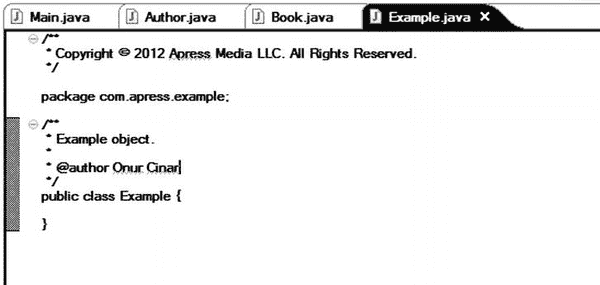 Main.java Author.java Book.java Example.java
/**
* Copyright © 2012 Apress Media LLC. All Rights Reserved.
*/
package com.apress.example;
/**
* Example object.
*
* @author Onur Cinar
*/
public class Example {
}